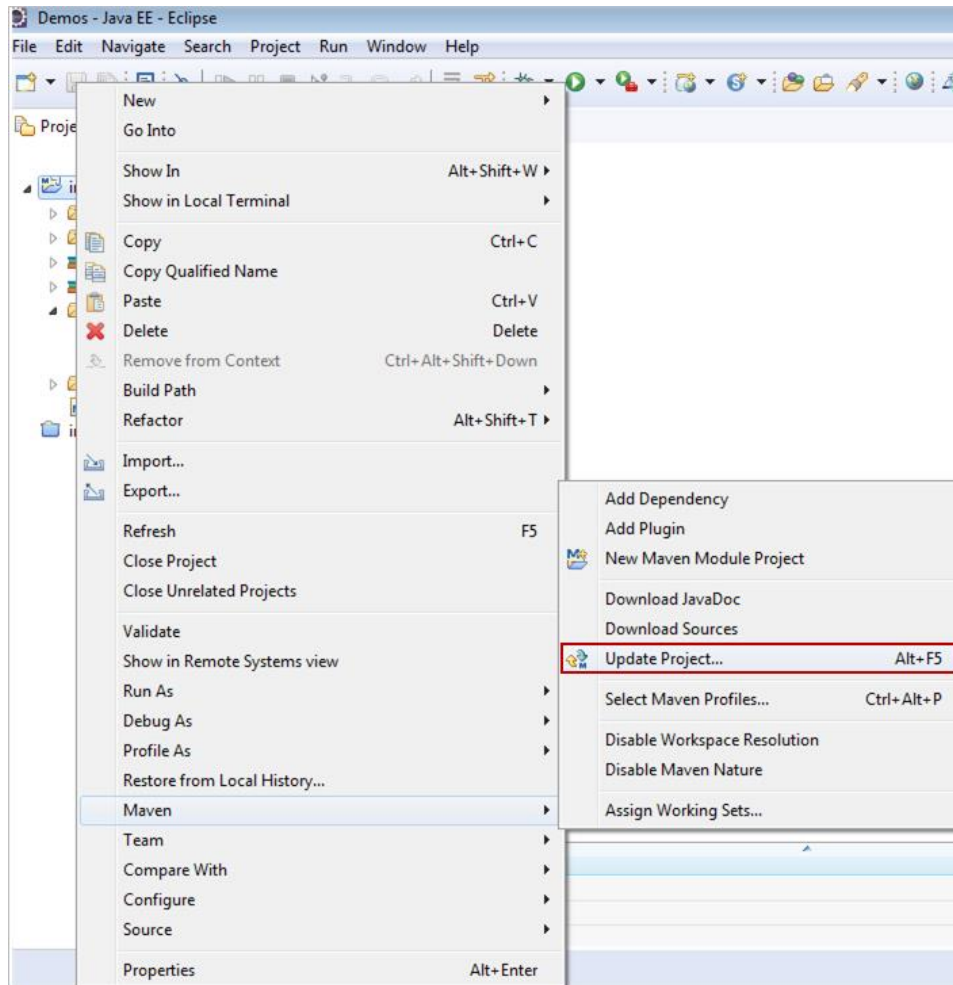 Demos - Java EE - Eclipse
File Edit Navigate Search Project Run Window Help
New
Go Into
Show In Alt+Shift+W
Show in Local Terminal
Copy Ctrl+C
Copy Qualified Name
Paste Ctrl+V
Delete Delete
Remove from Context Ctrl+Alt+Shift+Down
Build Path
Refactor Alt+Shift+T
Import...
Export...
Refresh F5
Close Project
Close Unrelated Projects
Validate
Show in Remote Systems view
Run As
Debug As
Profile As
Restore from Local History...
Maven
Team
Compare With
Configure
Source
Properties Alt+Enter
Add Dependency
Add Plugin
New Maven Module Project
Download JavaDoc
Download Sources
Update Project... Alt+F5
Select Maven Profiles... Ctrl+Alt+P
Disable Workspace Resolution
Disable Maven Nature
Assign Working Sets...